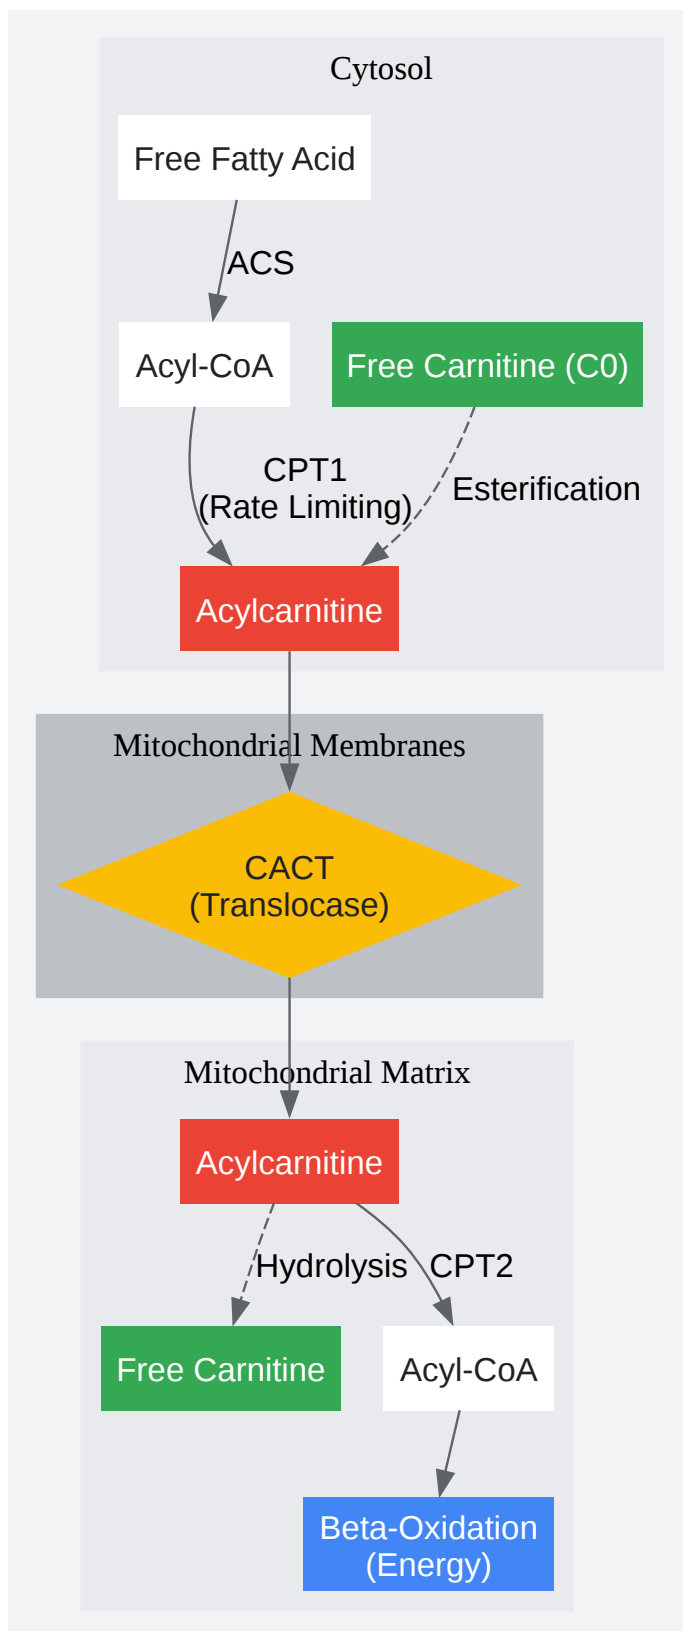 Cytosol
Free Fatty Acid
ACS
Acyl-CoA
Free Carnitine (C0)
CPT1
(Rate Limiting)
Esterification
Acylcarnitine
Mitochondrial Membranes
CACT
(Translocase)
Mitochondrial Matrix
Acylcarnitine
Hydrolysis
CPT2
Free Carnitine
Acyl-CoA
Beta-Oxidation
(Energy)